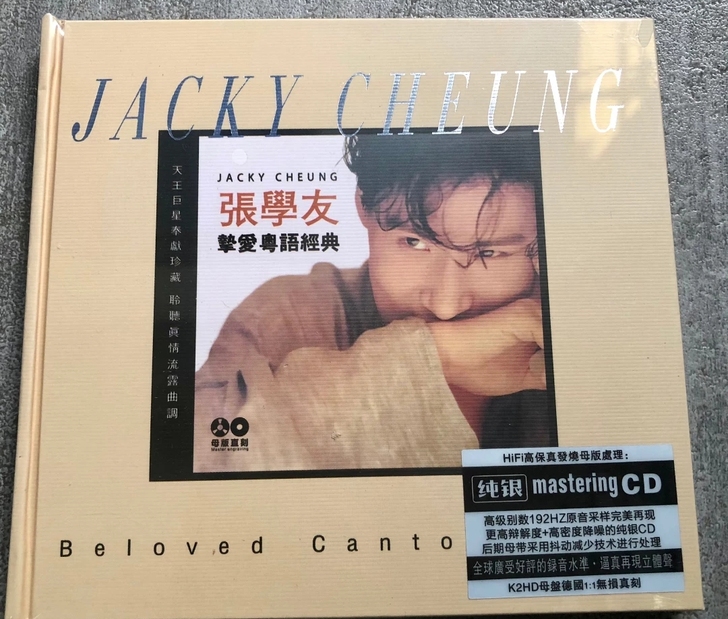 JACKY CHEUNG
天王巨星奉獻珍藏 聆聽真情流露曲調
JACKY CHEUNG
張學友
摯愛粵語經典
母版直刻
Master engraving
Beloved Canto
HiFi高保真發燒母版處理：
纯银 mastering CD
高级别数192HZ原音采样完美再现
更高辩解度+高密度降噪的纯银CD
后期母带采用抖动减少技术进行处理
全球廣受好評的録音水準·逼真再現立體聲
K2HD母盤德國1:1無損真刻